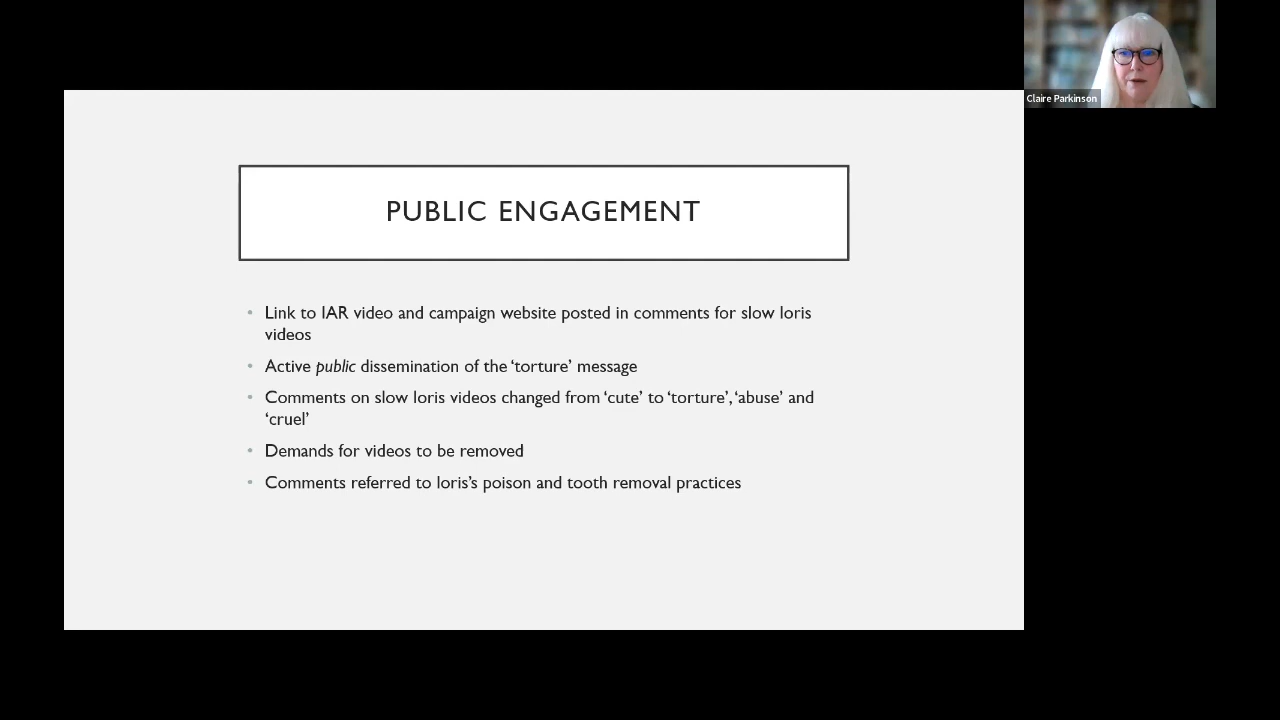 Claire Parkinson
PUBLIC ENGAGEMENT
• Link to IAR video and campaign website posted in comments for slow loris
videos
• Active public dissemination of the ‘torture’ message
• Comments on slow loris videos changed from ‘cute’ to ‘torture’, ‘abuse’ and
‘cruel’
• Demands for videos to be removed
• Comments referred to loris’s poison and tooth removal practices